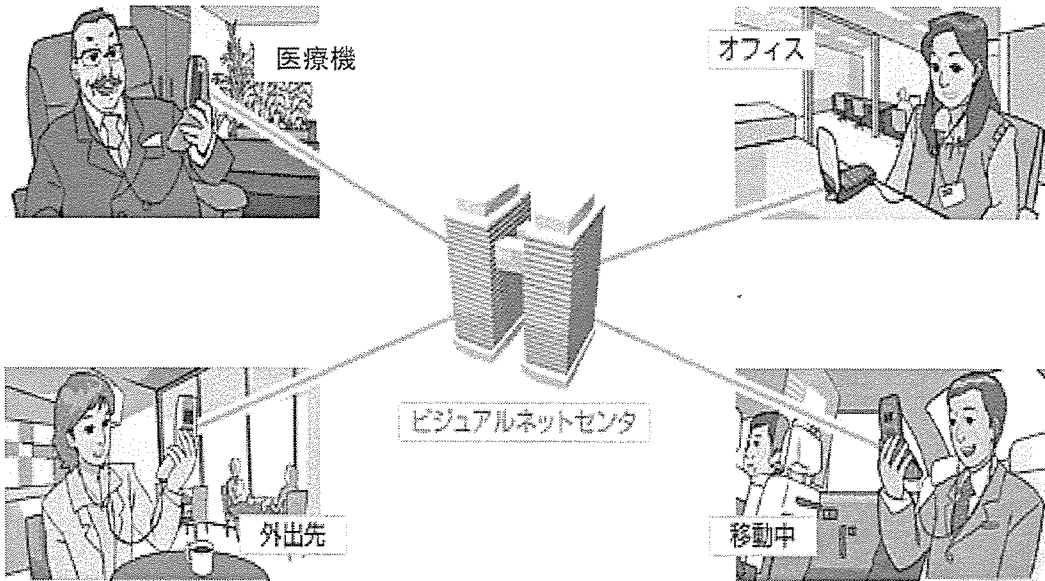 医療機
オフィス
ビジュアルネットセンタ
外出先
移動中